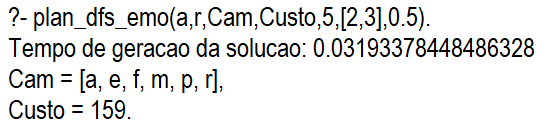 ?- plan_dfs_emo(a,r,Cam,Custo,5,[2,3],0.5).
Tempo de geracao da solucao: 0.03193378448486328
Cam = [a, e, f, m, p, r],
Custo = 159.